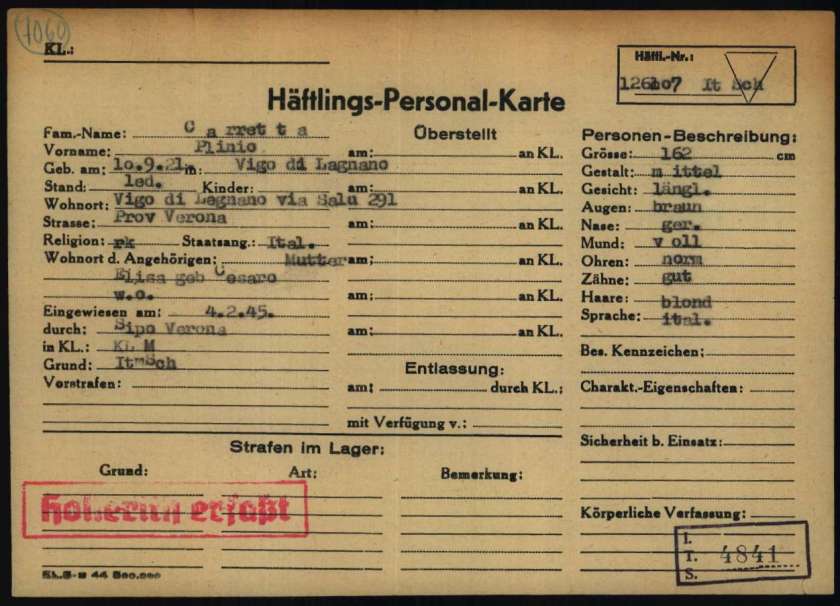 1060
KL.:
Häftl.-Nr.:
It Sch
Häftlings-Personal-Karte
Fam.-Name: Carretta
Vorname: Plinio
Geb. am: 10.9.21. in: Vigo di Lagnano
Stand: led. Kinder:
Wohnort: Vigo di Legnano via Salu 291
Strasse: Prov Verona
Religion: rk Staatsang.: Ital.
Wohnort d. Angehörigen: Mutter
Elisa geb Cesaro
w.o.
Eingewiesen am: 4.2.45.
durch: Sipo Verona
in KL.: KL M
Grund: It-Sch
Vorstrafen:
Überstellt
am: an KL.
am: an KL.
am: an KL.
am: an KL.
am: an KL.
am: an KL.
Entlassung:
am: durch KL.:
mit Verfügung v.:
Personen-Beschreibung:
Grösse: 162 cm
Gestalt: mittel
Gesicht: längl.
Augen: braun
Nase: ger.
Mund: voll
Ohren: norm
Zähne: gut
Haare: blond
Sprache: ital.
Bes. Kennzeichen:
Charakt.-Eigenschaften:
Sicherheit b. Einsatz:
Körperliche Verfassung:
Strafen im Lager:
Grund: Art: Bemerkung:
erfaßt
I.
T. 4841
S.